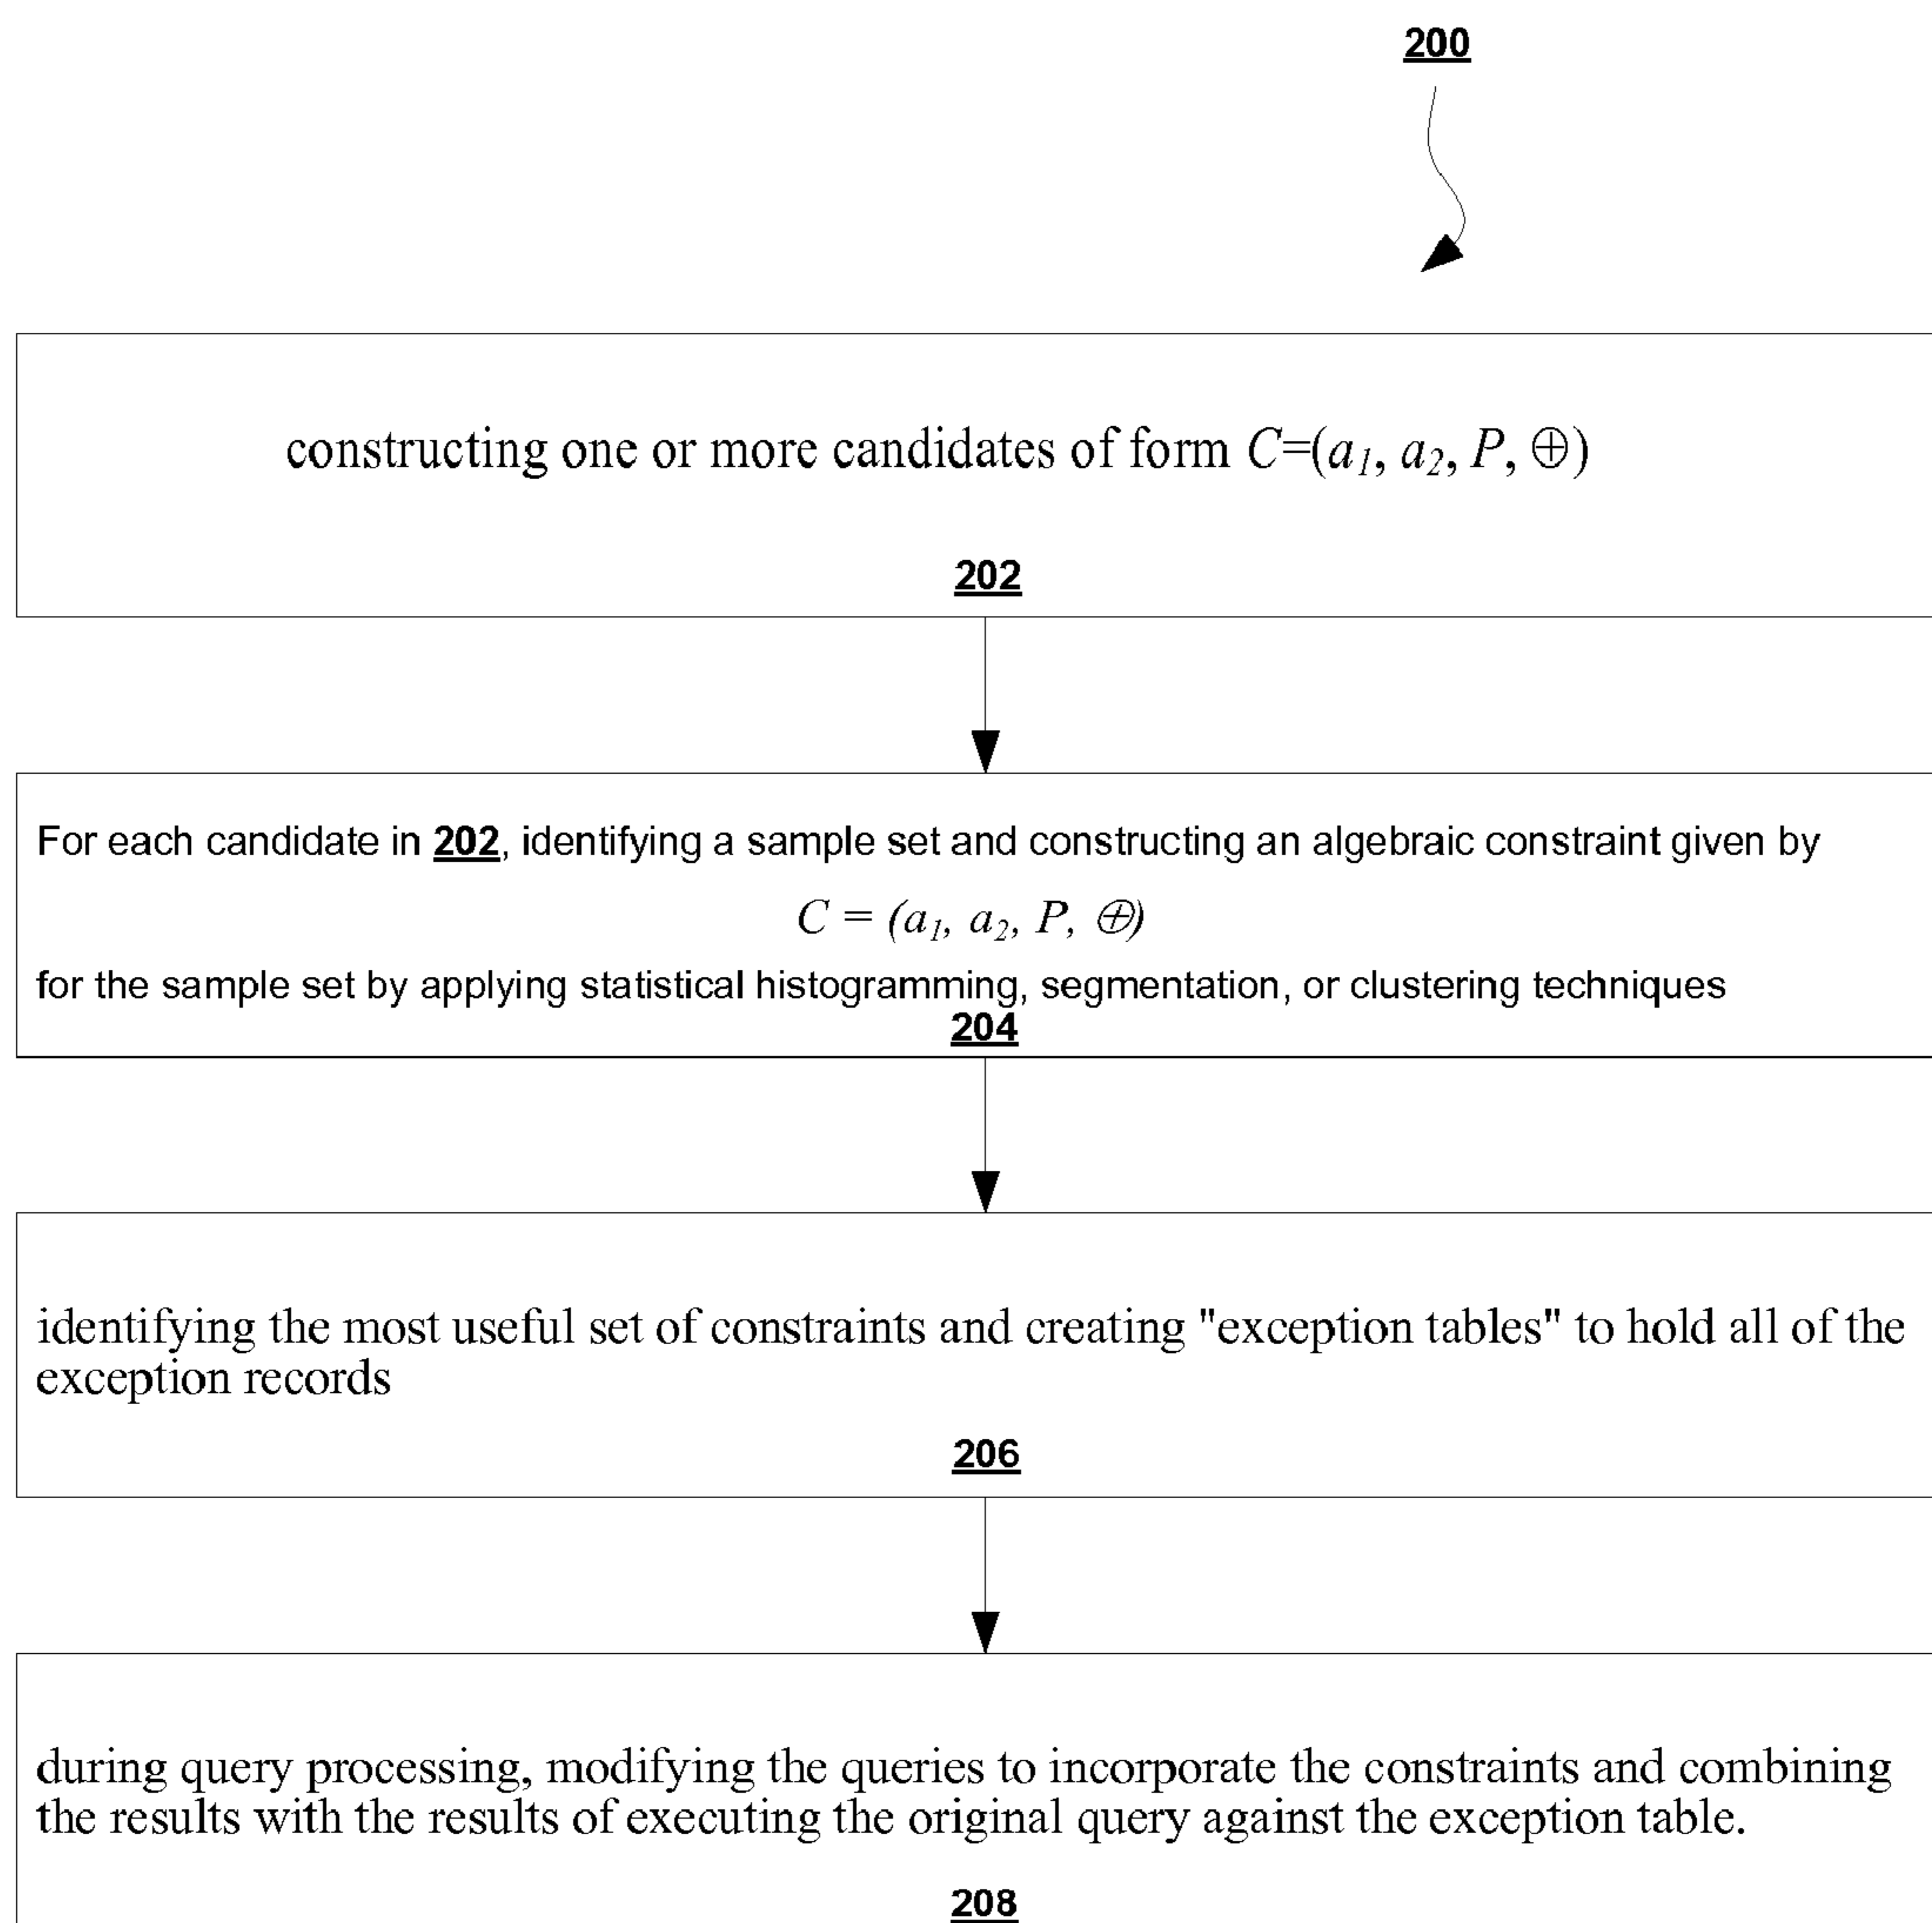 200
constructing one or more candidates of form C=(a₁, a₂, P, ⊕)
202
For each candidate in 202, identifying a sample set and constructing an algebraic constraint given by
C = (a₁, a₂, P, ⊕)
for the sample set by applying statistical histogramming, segmentation, or clustering techniques
204
identifying the most useful set of constraints and creating "exception tables" to hold all of the
exception records
206
during query processing, modifying the queries to incorporate the constraints and combining
the results with the results of executing the original query against the exception table.
208